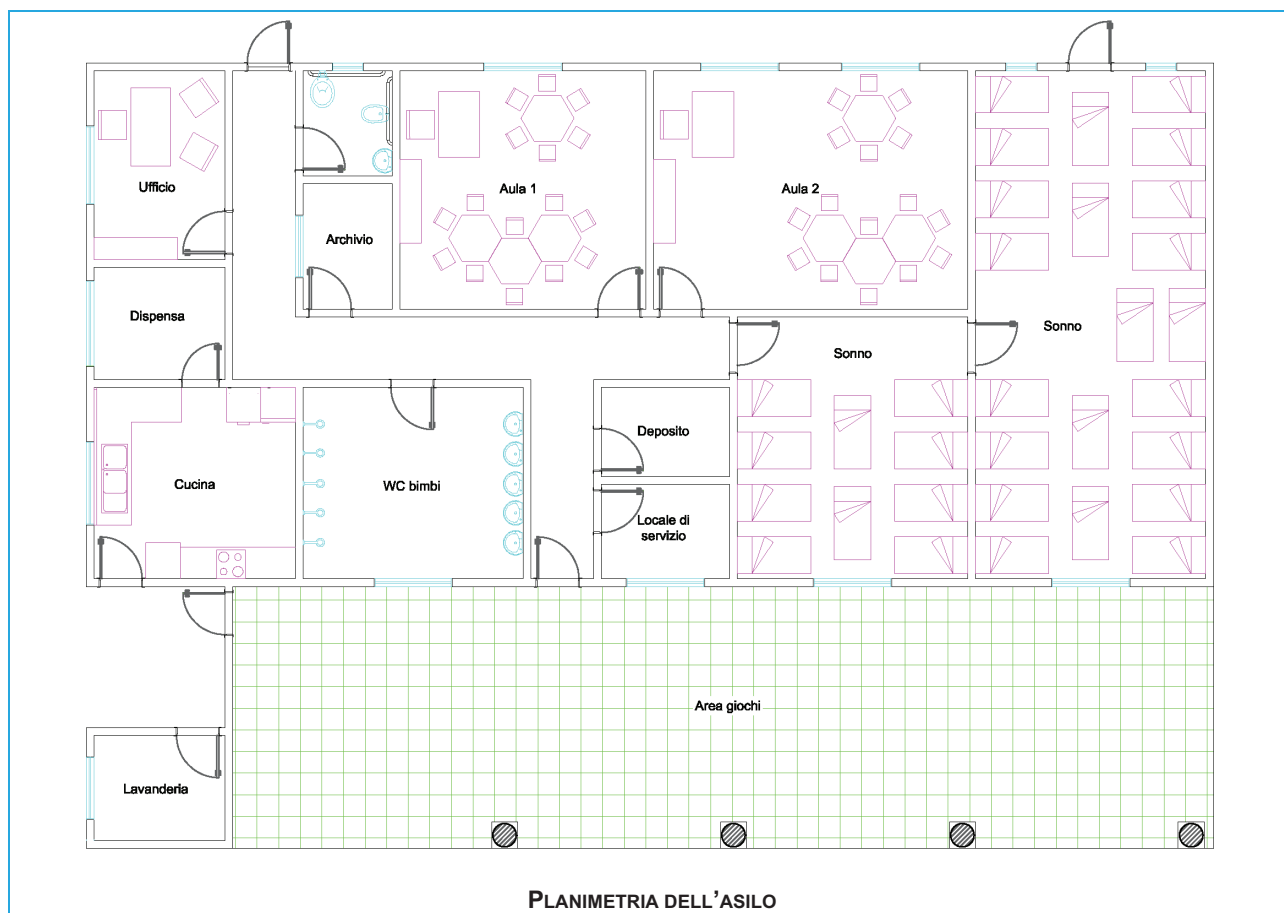 Ufficio
Aula 1
Aula 2
Archivio
Dispensa
Sonno
Sonno
Deposito
Cucina
WC bimbi
Locale di
servizio
Area giochi
Lavanderia
PLANIMETRIA DELL'ASILO